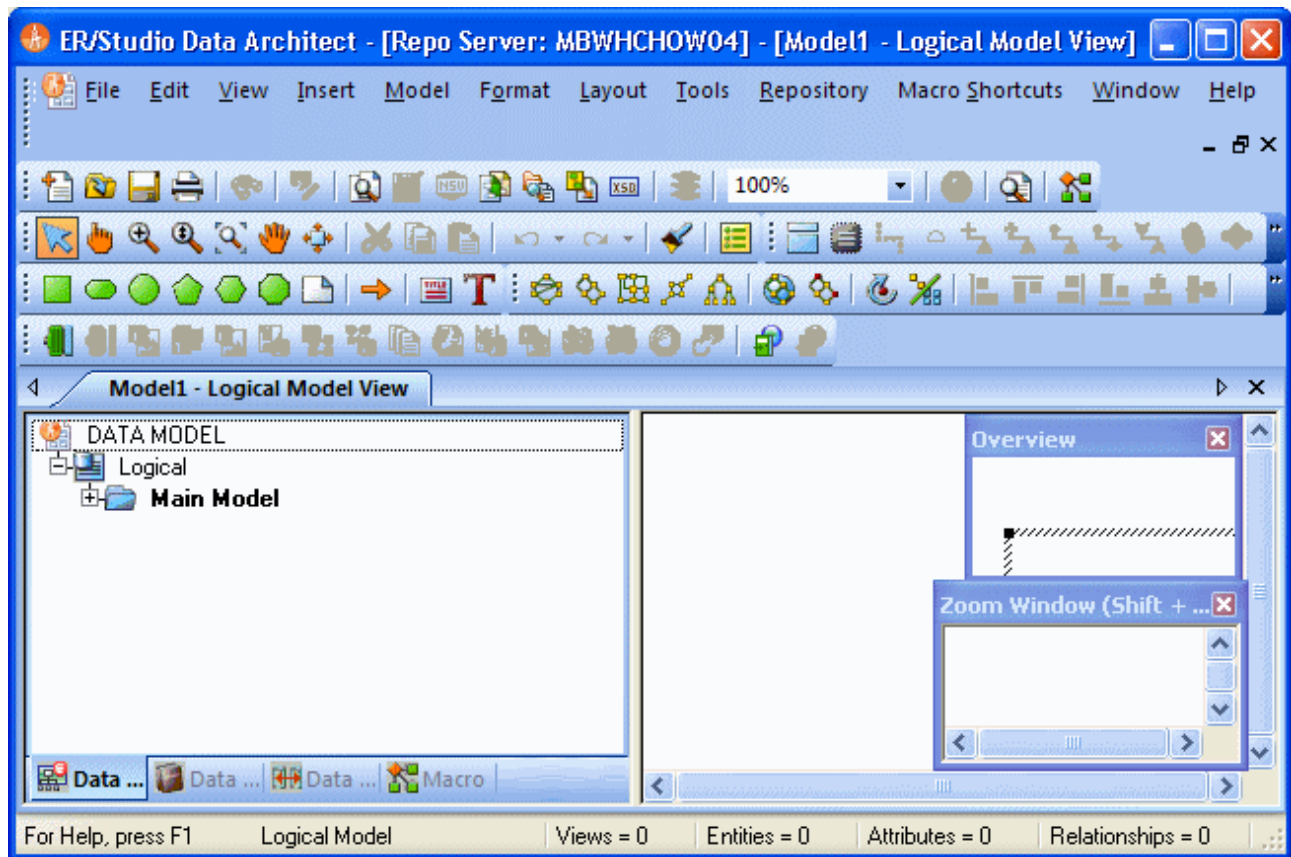 ER/Studio Data Architect - [Repo Server: MBWHCHOW04] - [Model1 - Logical Model View]
File Edit View Insert Model Format Layout Tools Repository Macro Shortcuts Window Help
NSU XSD 100%
TITLE T
Model1 - Logical Model View
DATA MODEL
Logical
Main Model
Overview
Zoom Window (Shift + ...
Data ... Data ... Data ... Macro
For Help, press F1 Logical Model Views = 0 Entities = 0 Attributes = 0 Relationships = 0